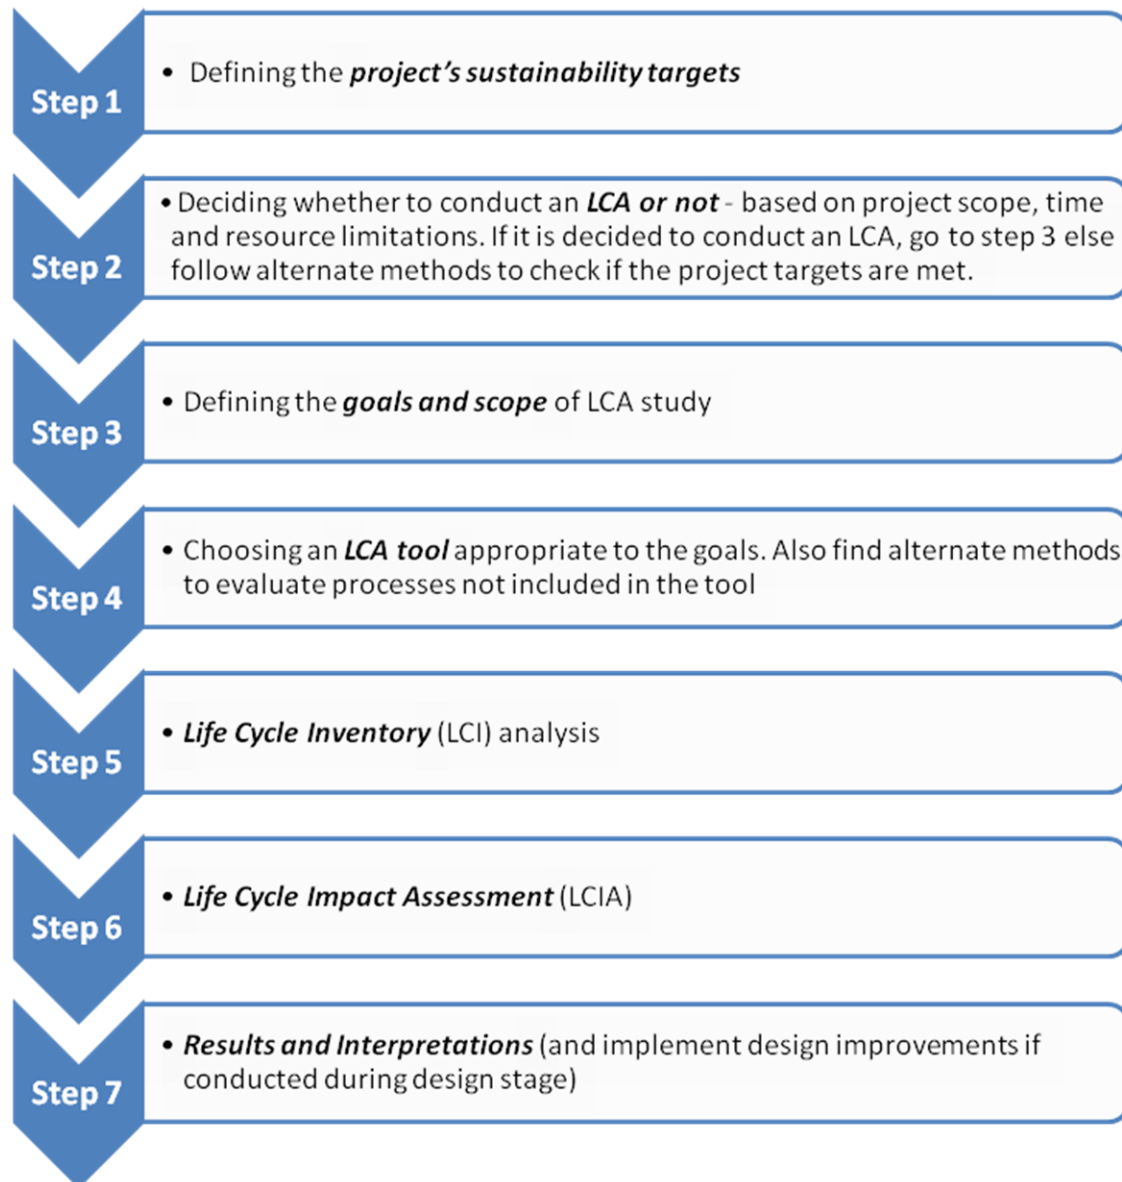 Step 1
• Defining the project's sustainability targets
Step 2
• Deciding whether to conduct an LCA or not - based on project scope, time
and resource limitations. If it is decided to conduct an LCA, go to step 3 else
follow alternate methods to check if the project targets are met.
Step 3
• Defining the goals and scope of LCA study
Step 4
• Choosing an LCA tool appropriate to the goals. Also find alternate methods
to evaluate processes not included in the tool
Step 5
• Life Cycle Inventory (LCI) analysis
Step 6
• Life Cycle Impact Assessment (LCIA)
Step 7
• Results and Interpretations (and implement design improvements if
conducted during design stage)